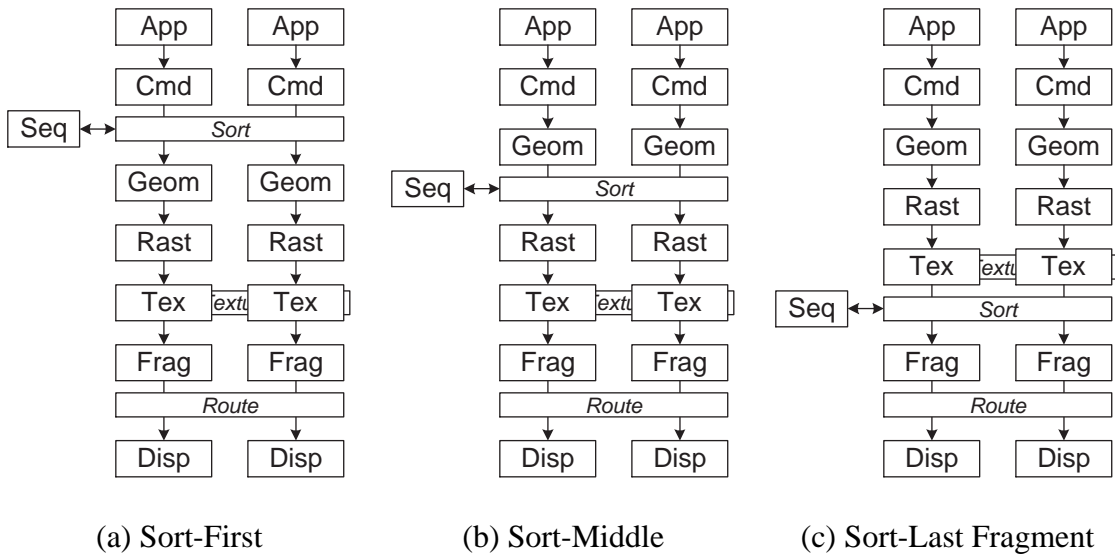 App App
Cmd Cmd
Seq Sort
Geom Geom
Rast Rast
Tex Tex
Frag Frag
Route
Disp Disp
(a) Sort-First
App App
Cmd Cmd
Geom Geom
Seq Sort
Rast Rast
Tex Tex
Frag Frag
Route
Disp Disp
(b) Sort-Middle
App App
Cmd Cmd
Geom Geom
Rast Rast
Tex Tex
Seq Sort
Frag Frag
Route
Disp Disp
(c) Sort-Last Fragment